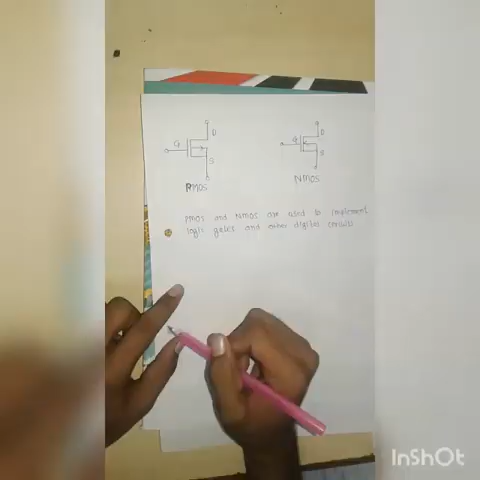 G D
S
PMOS
G D
S
NMOS
PMOS and NMOS are used to implement
logic gates and other digital circuits
InShOt